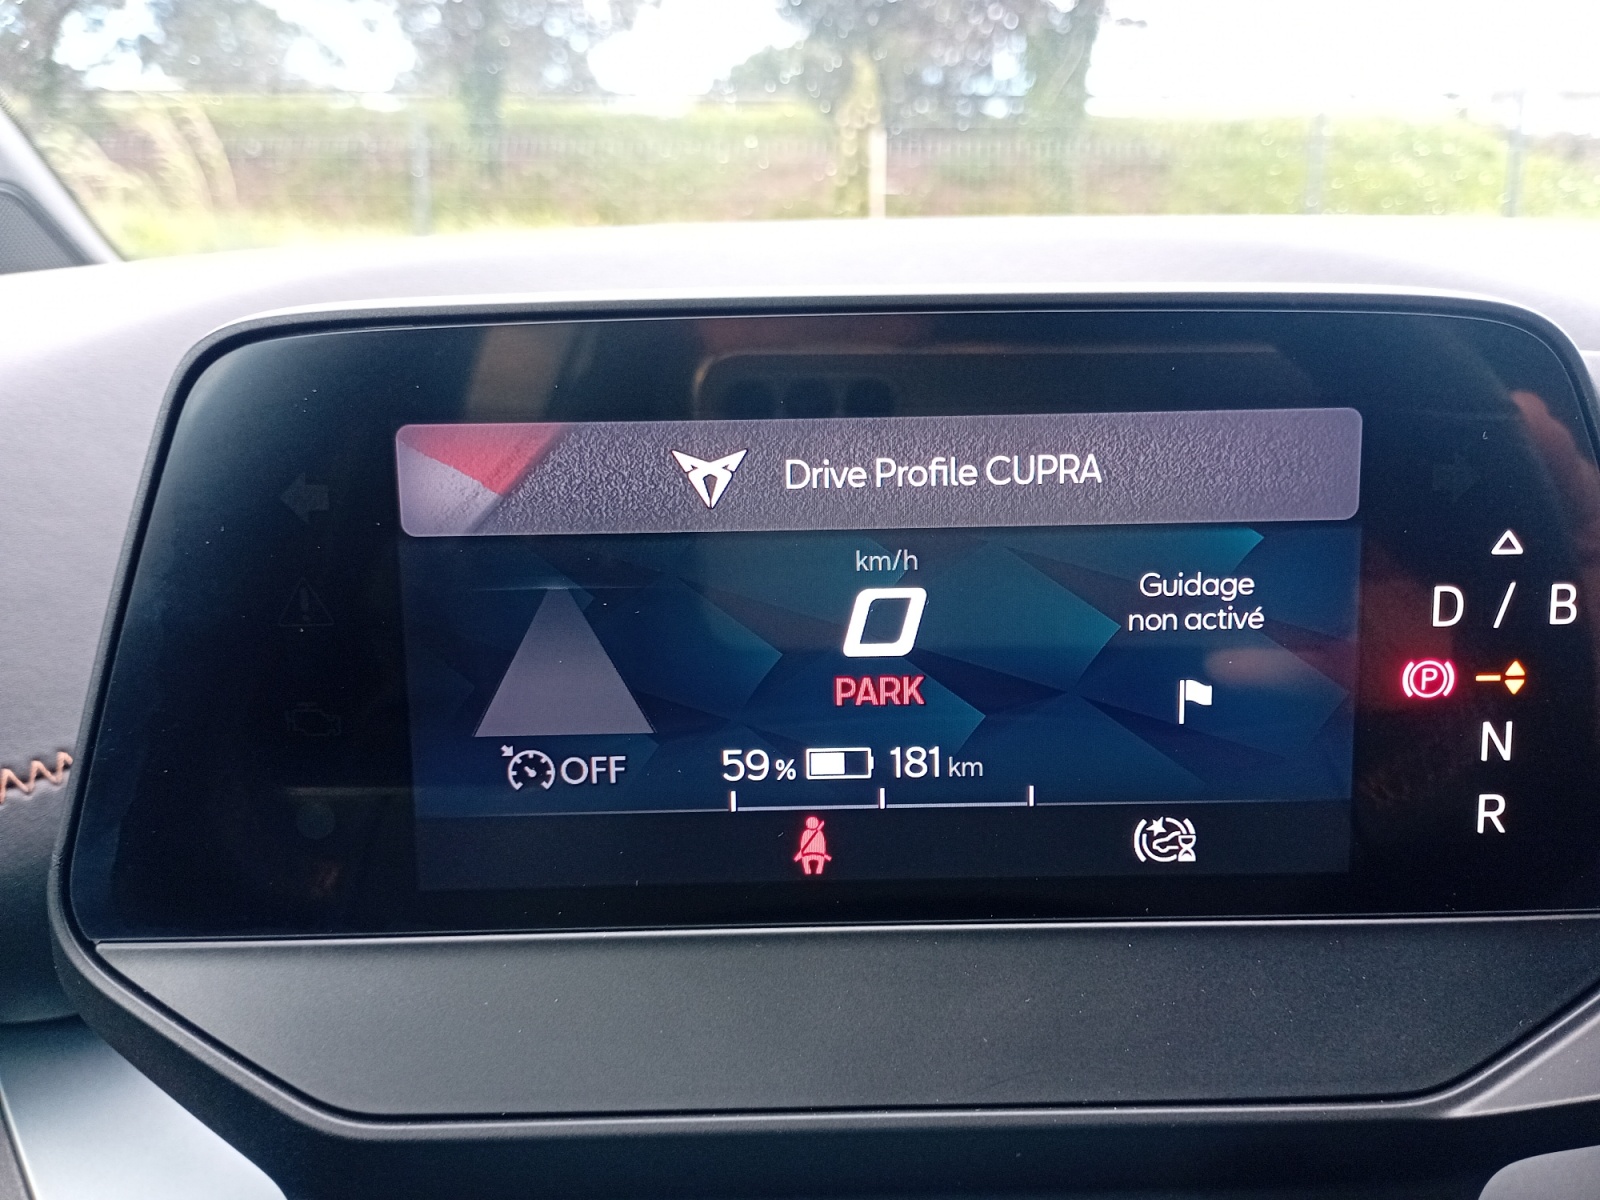 Drive Profile CUPRA
km/h
0
PARK
Guidage
non activé
OFF
59% 181 km
D / B
P
N
R